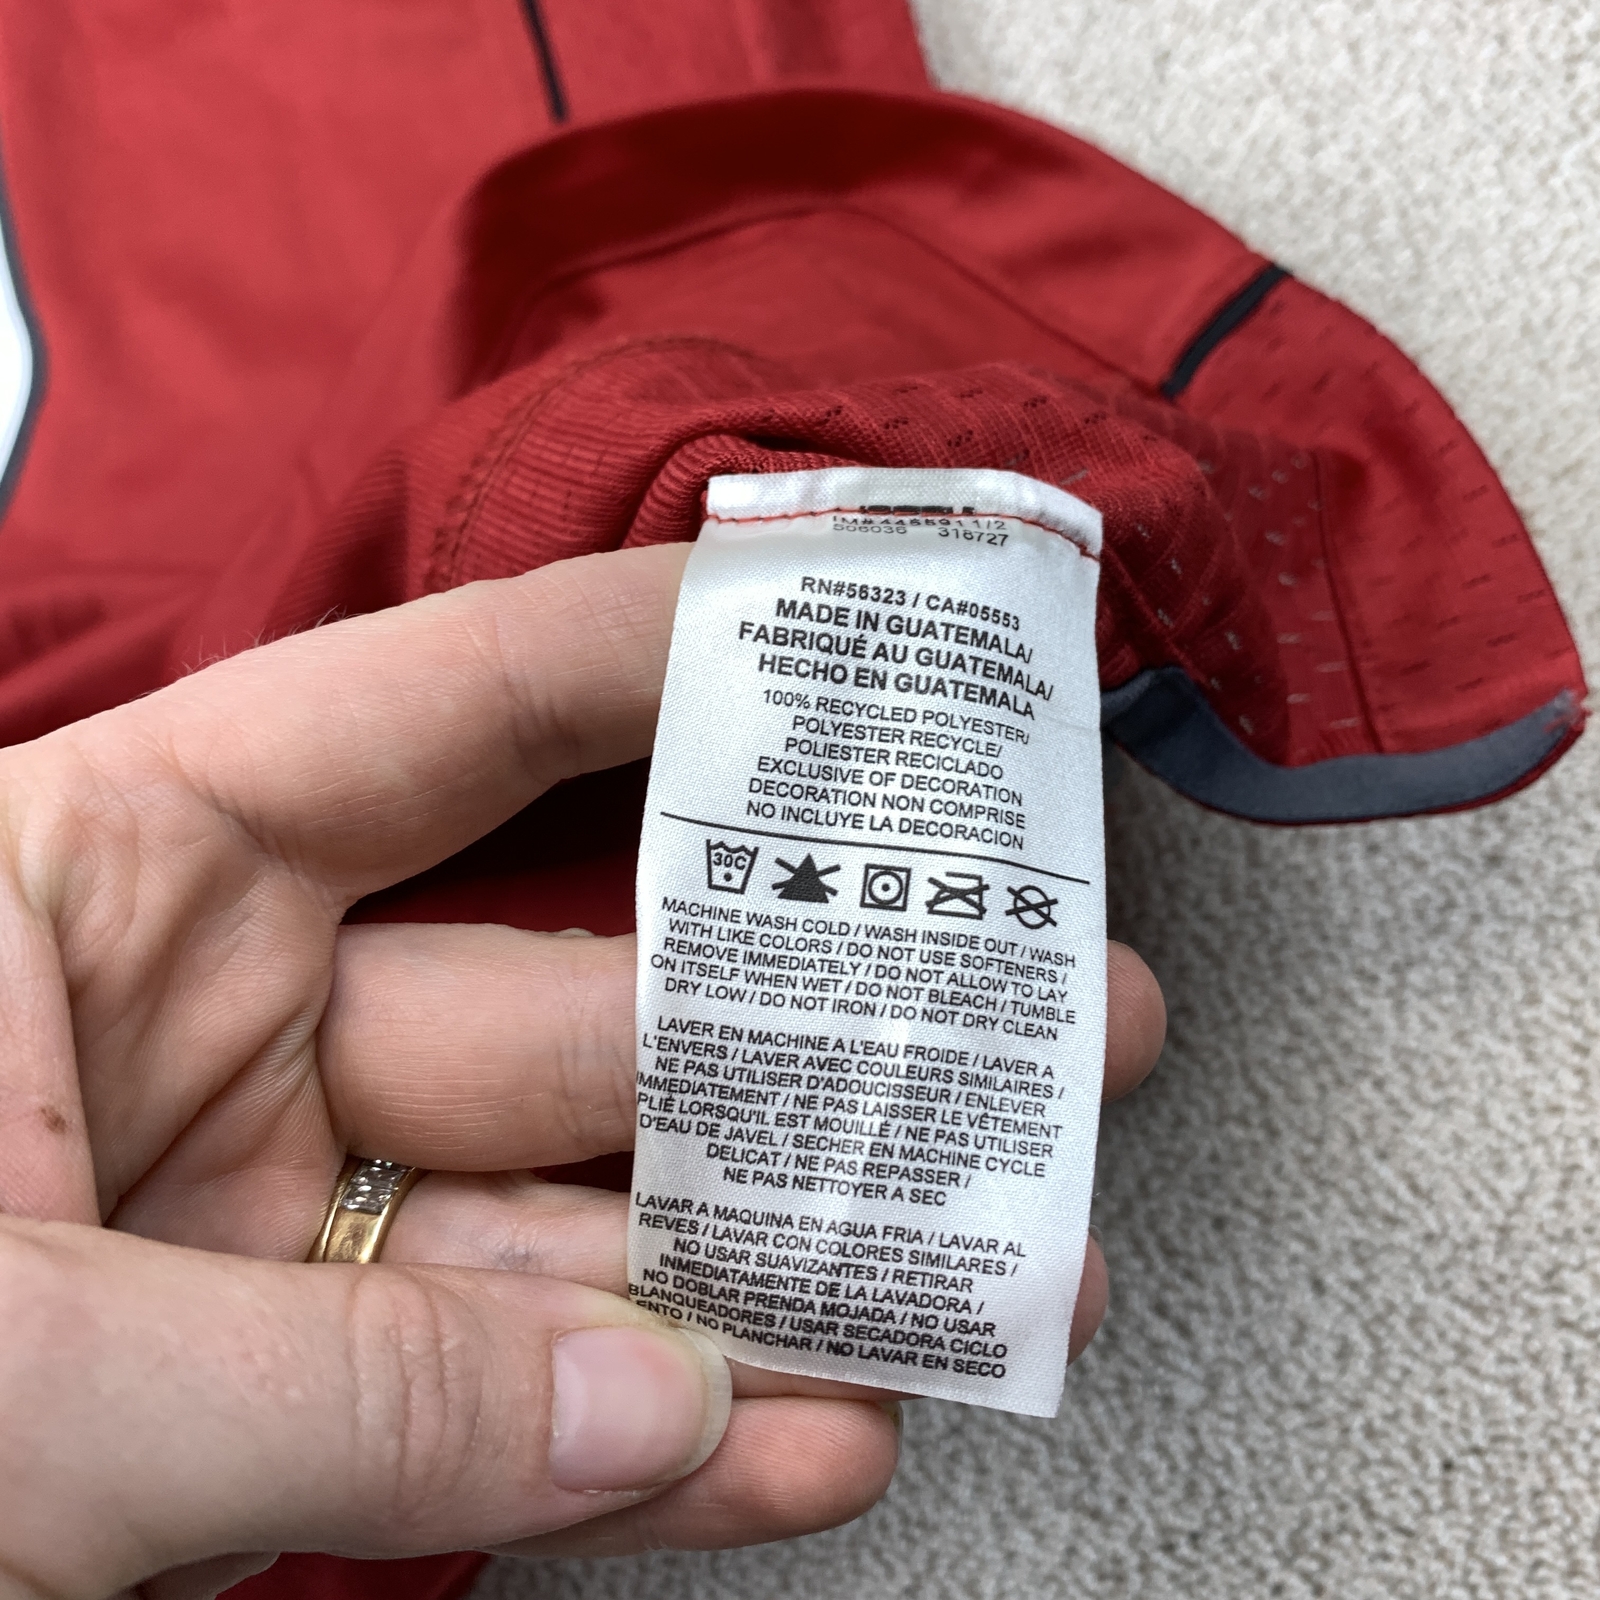 506036 318727
RN#56323 / CA#05553
MADE IN GUATEMALA/
FABRIQUÉ AU GUATEMALA/
HECHO EN GUATEMALA
100% RECYCLED POLYESTER/
POLYESTER RECYCLE/
POLIESTER RECICLADO
EXCLUSIVE OF DECORATION
DECORATION NON COMPRISE
NO INCLUYE LA DECORACION
30C
MACHINE WASH COLD / WASH INSIDE OUT / WASH
WITH LIKE COLORS / DO NOT USE SOFTENERS /
REMOVE IMMEDIATELY / DO NOT ALLOW TO LAY
ON ITSELF WHEN WET / DO NOT BLEACH / TUMBLE
DRY LOW / DO NOT IRON / DO NOT DRY CLEAN
LAVER EN MACHINE A L'EAU FROIDE / LAVER A
L'ENVERS / LAVER AVEC COULEURS SIMILAIRES /
NE PAS UTILISER D'ADOUCISSEUR / ENLEVER
IMMEDIATEMENT / NE PAS LAISSER LE VÊTEMENT
PLIÉ LORSQU'IL EST MOUILLÉ / NE PAS UTILISER
D'EAU DE JAVEL / SECHER EN MACHINE CYCLE
DELICAT / NE PAS REPASSER /
NE PAS NETTOYER A SEC
LAVAR A MAQUINA EN AGUA FRIA / LAVAR AL
REVES / LAVAR CON COLORES SIMILARES /
NO USAR SUAVIZANTES / RETIRAR
INMEDIATAMENTE DE LA LAVADORA /
NO DOBLAR PRENDA MOJADA / NO USAR
BLANQUEADORES / USAR SECADORA CICLO
LENTO / NO PLANCHAR / NO LAVAR EN SECO